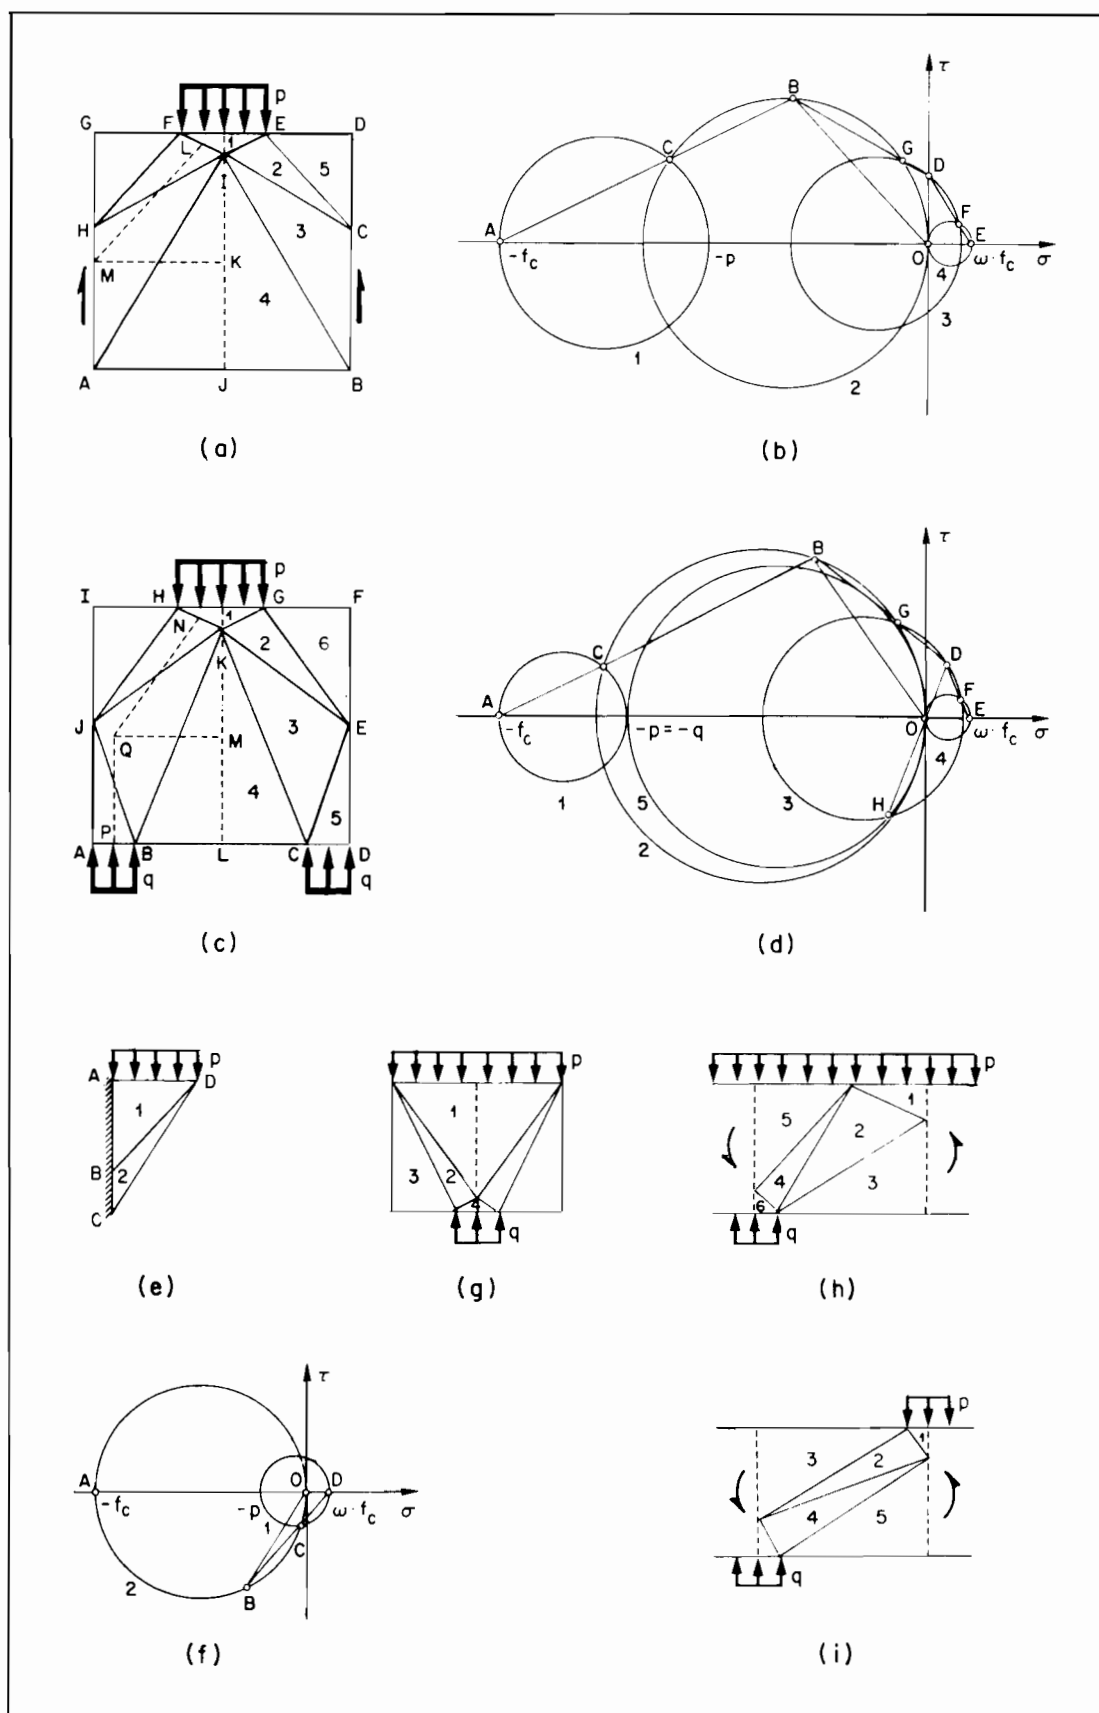 p
G F E D
L 1
2 5
I
H 3 C
M K
4
A J B
(a)
τ
B
C G D
F
A E
-fc -p O ω·fc σ
4
3
1
2
(b)
p
I H G F
N 1
2 6
K
J 3 E
Q M
4
5
A P B L C D
q q
(c)
τ
B
G
C D
F
A E
-fc -p=-q O ω·fc σ
4
1 5 3
H
2
(d)
p
A D
1
B 2
C
(e)
p
1
3 2
4
q
(g)
p
5 1
2
4 3
6
q
(h)
τ
A O D
-fc -p ω·fc σ
1
C
2
B
(f)
p
1
3 2
4 5
q
(i)